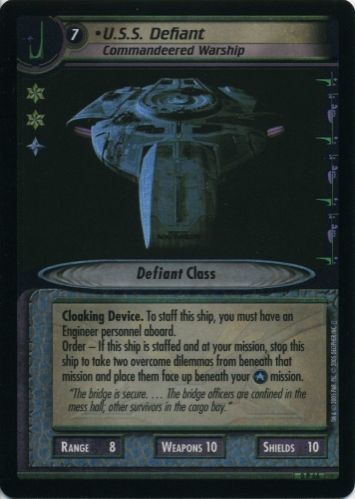 7 •U.S.S. Defiant
Commandeered Warship
Defiant Class
Cloaking Device. To staff this ship, you must have an
Engineer personnel aboard.
Order – If this ship is staffed and at your mission, stop this
ship to take two overcome dilemmas from beneath that
mission and place them face up beneath your mission.
"The bridge is secure. ... The bridge officers are confined in the
mess hall; other survivors in the cargo bay."
RANGE 8 WEAPONS 10 SHIELDS 10